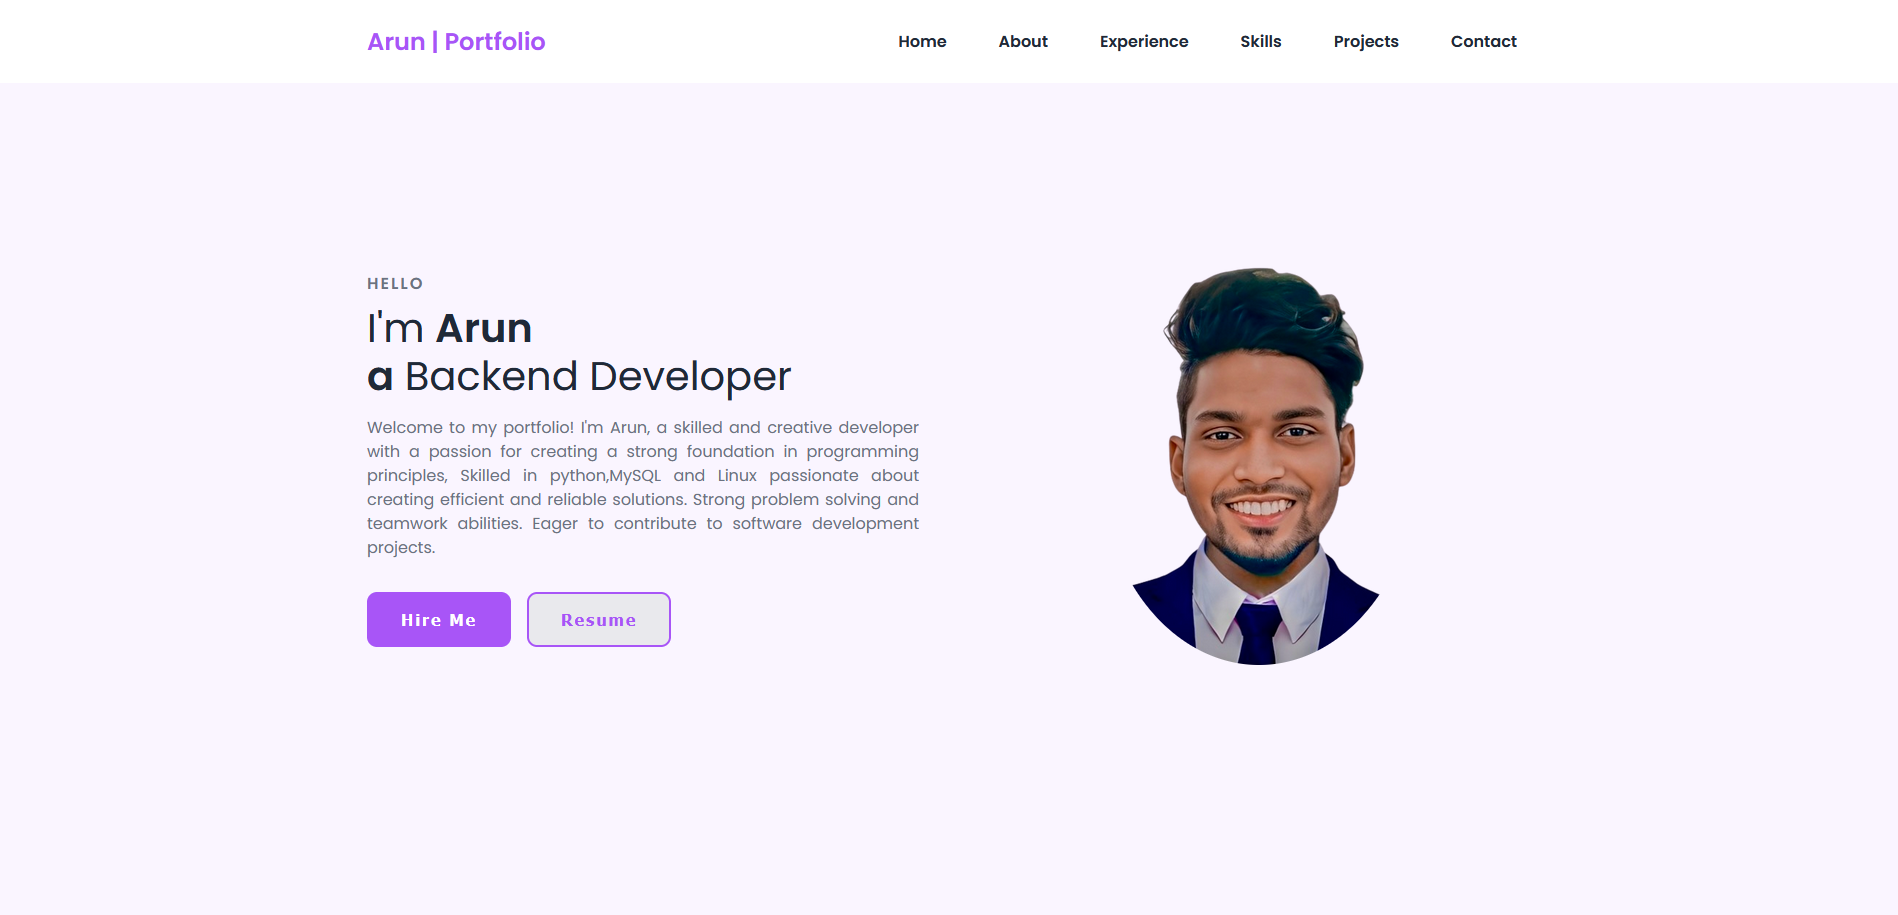 Arun | Portfolio
Home About Experience Skills Projects Contact
HELLO
I'm Arun
a Backend Developer
Welcome to my portfolio! I'm Arun, a skilled and creative developer
with a passion for creating a strong foundation in programming
principles, Skilled in python,MySQL and Linux passionate about
creating efficient and reliable solutions. Strong problem solving and
teamwork abilities. Eager to contribute to software development
projects.
Hire Me
Resume